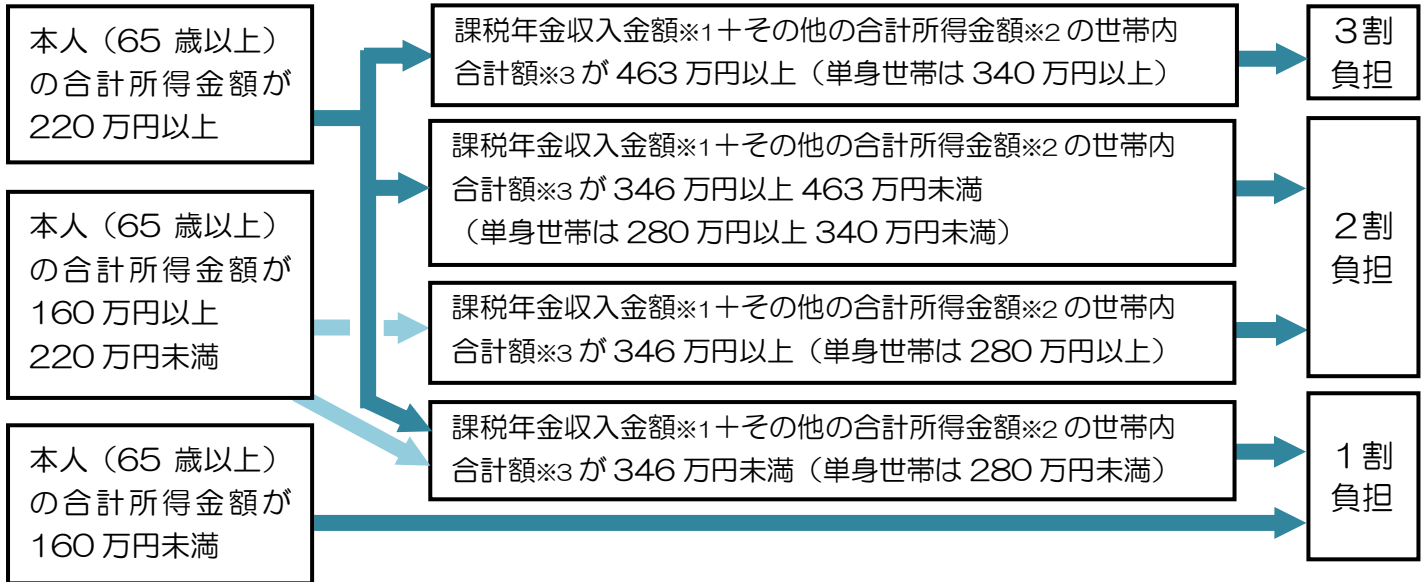 本人（65 歳以上）
の合計所得金額が
220 万円以上
本人（65 歳以上）
の合計所得金額が
160 万円以上
220 万円未満
本人（65 歳以上）
の合計所得金額が
160 万円未満
課税年金収入金額※1＋その他の合計所得金額※2 の世帯内
合計額※3 が 463 万円以上（単身世帯は 340 万円以上）
課税年金収入金額※1＋その他の合計所得金額※2 の世帯内
合計額※3 が 346 万円以上 463 万円未満
（単身世帯は 280 万円以上 340 万円未満）
課税年金収入金額※1＋その他の合計所得金額※2 の世帯内
合計額※3 が 346 万円以上（単身世帯は 280 万円以上）
課税年金収入金額※1＋その他の合計所得金額※2 の世帯内
合計額※3 が 346 万円未満（単身世帯は 280 万円未満）
3割
負担
2割
負担
1割
負担